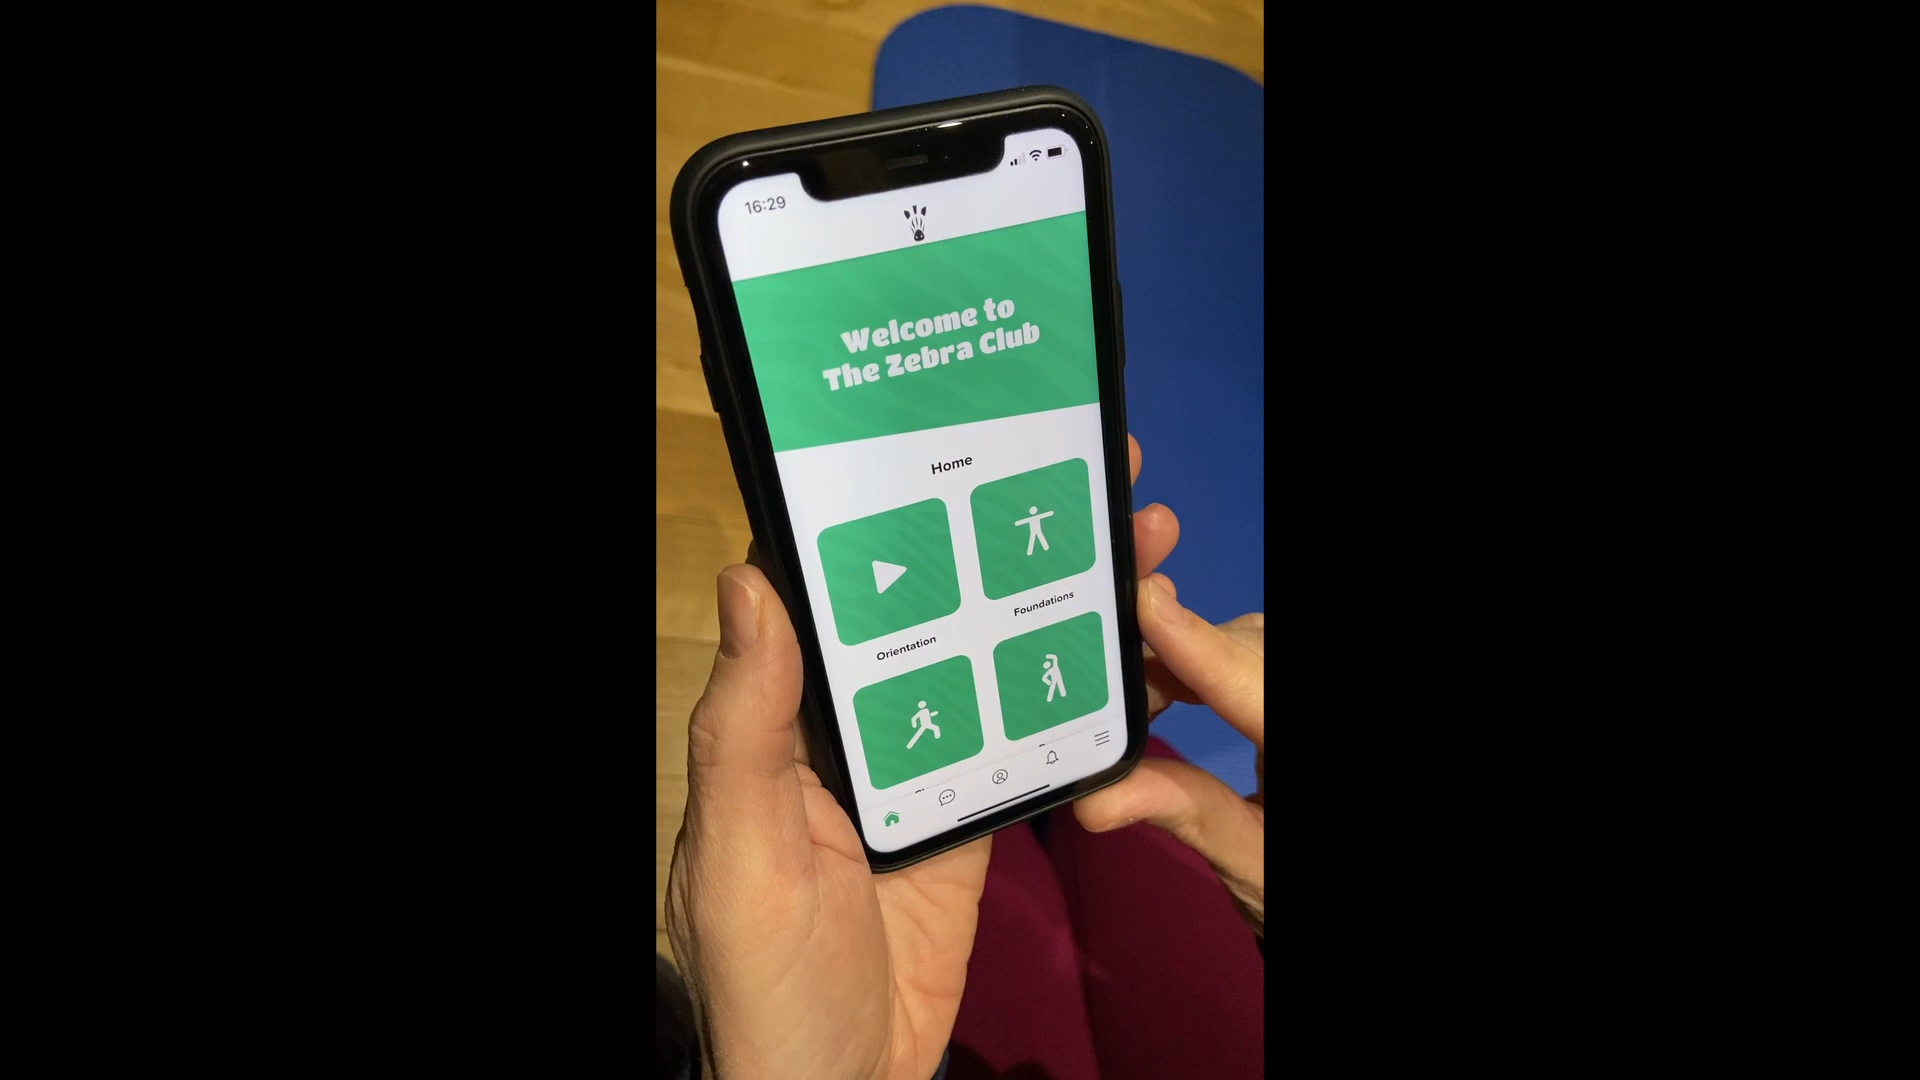 16:29
Welcome to
The Zebra Club
Home
Orientation
Foundations